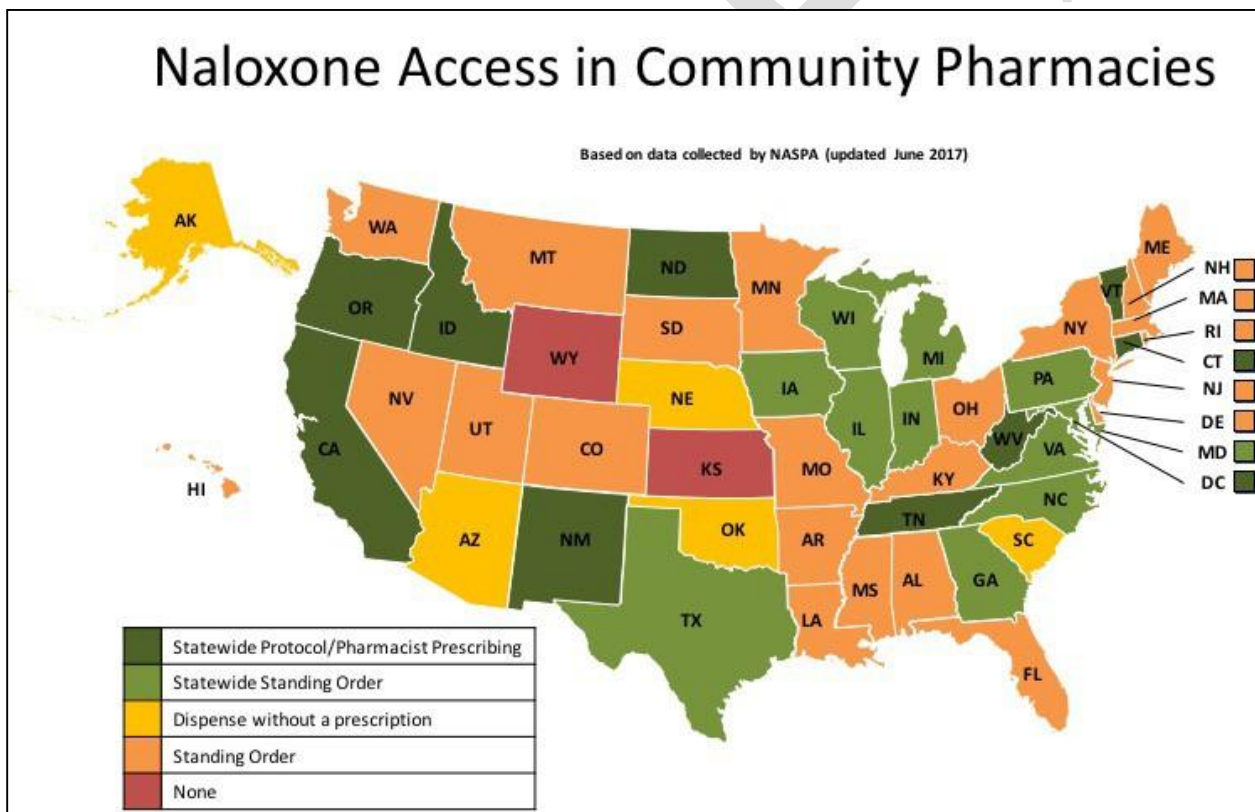 Naloxone Access in Community Pharmacies
Based on data collected by NASPA (updated June 2017)
AK
WA
MT
ND
MN
ME
NH
MA
RI
CT
NJ
DE
MD
DC
VT
OR
ID
WY
SD
WI
MI
NY
PA
NV
UT
CO
NE
IA
IL
IN
OH
WV
VA
CA
HI
KS
MO
KY
NC
AZ
NM
OK
AR
TN
SC
TX
LA
MS
AL
GA
FL
Statewide Protocol/Pharmacist Prescribing
Statewide Standing Order
Dispense without a prescription
Standing Order
None